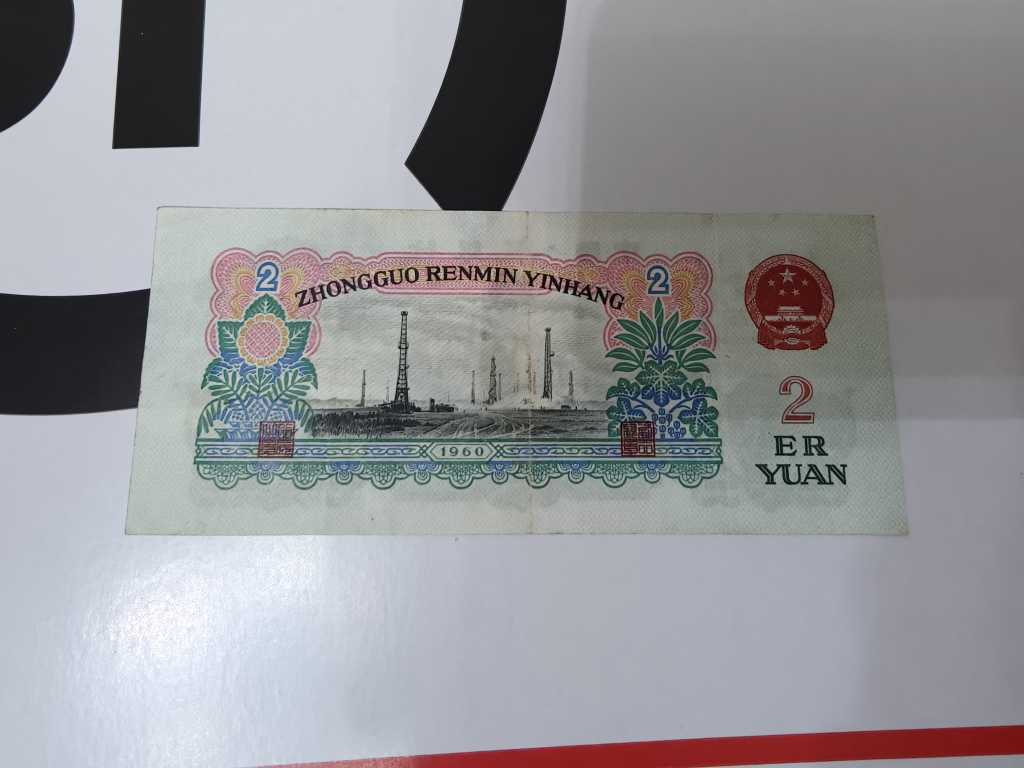 2 ZHONGGUO RENMIN YINHANG 2
1960
2
ER
YUAN